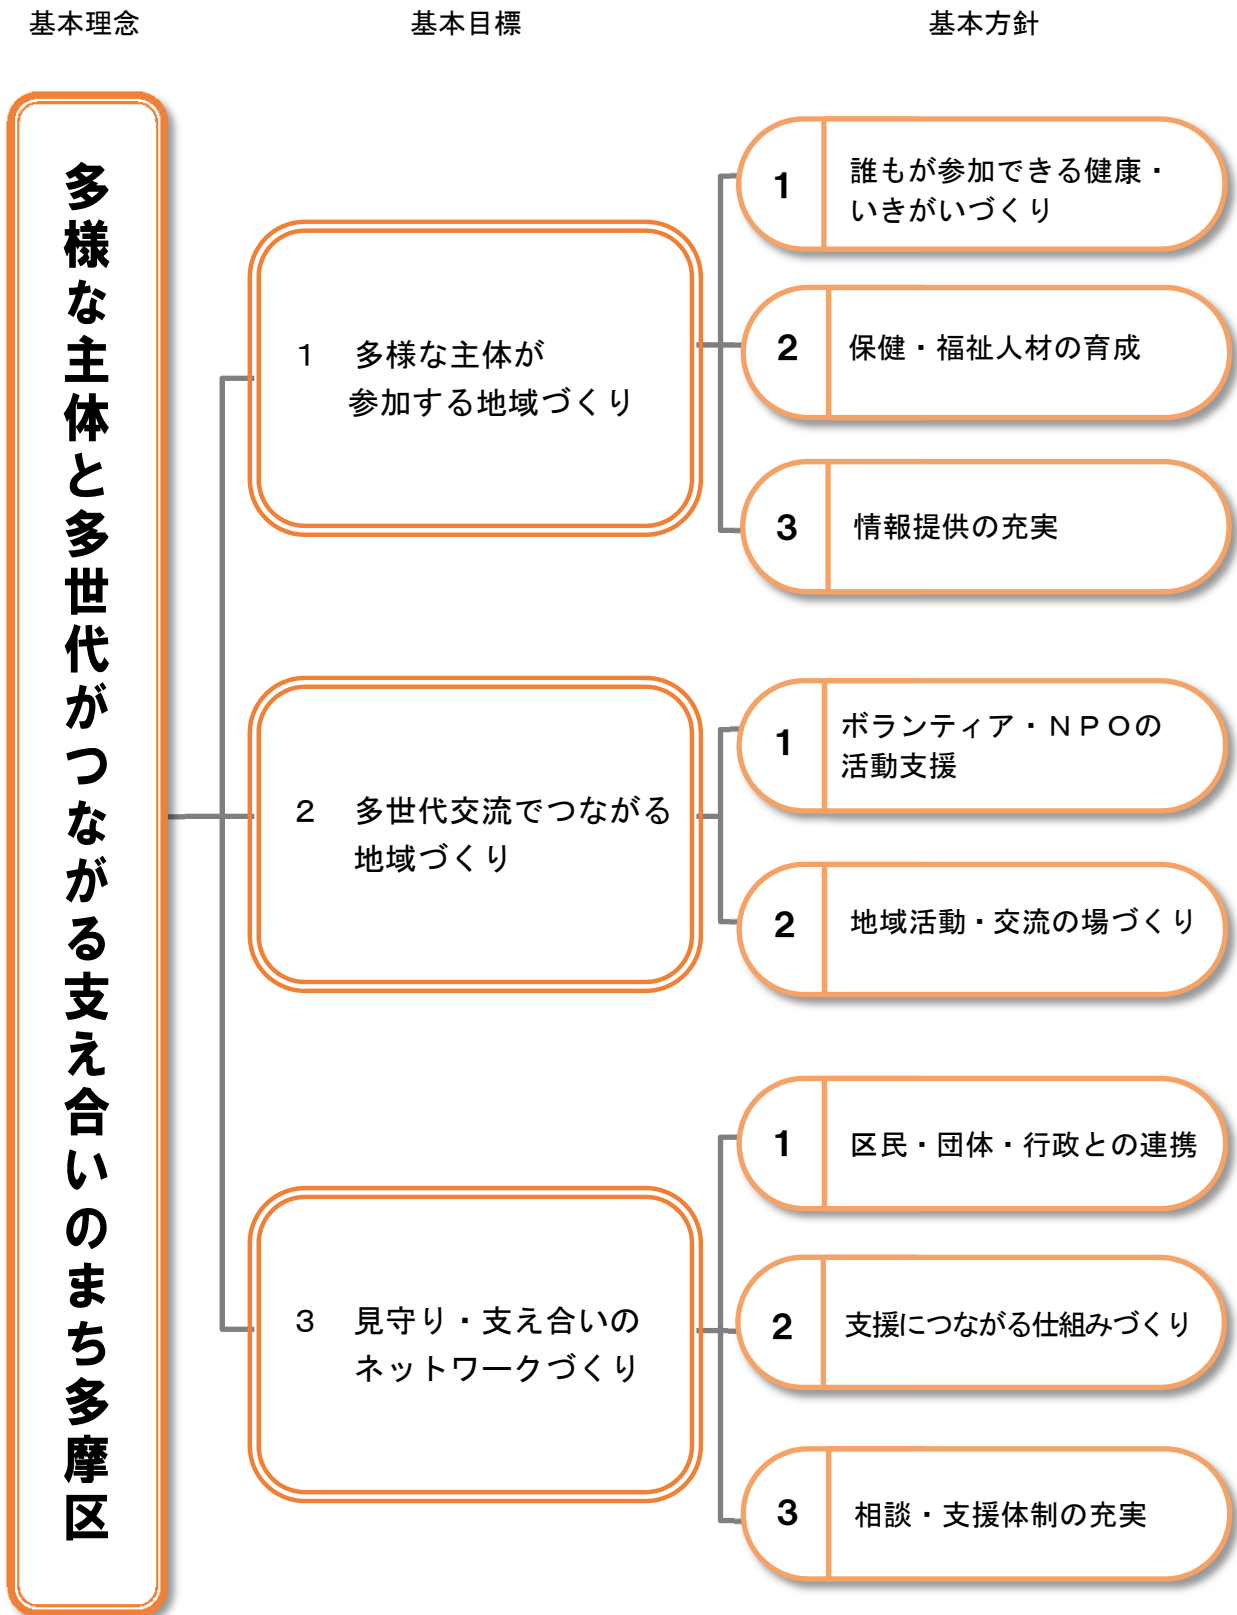 基本理念
基本目標
基本方針
多様な主体と多世代がつながる支え合いのまち多摩区
1 多様な主体が
参加する地域づくり
1 誰もが参加できる健康・
いきがいづくり
2 保健・福祉人材の育成
3 情報提供の充実
2 多世代交流でつながる
地域づくり
1 ボランティア・NPOの
活動支援
2 地域活動・交流の場づくり
3 見守り・支え合いの
ネットワークづくり
1 区民・団体・行政との連携
2 支援につながる仕組みづくり
3 相談・支援体制の充実